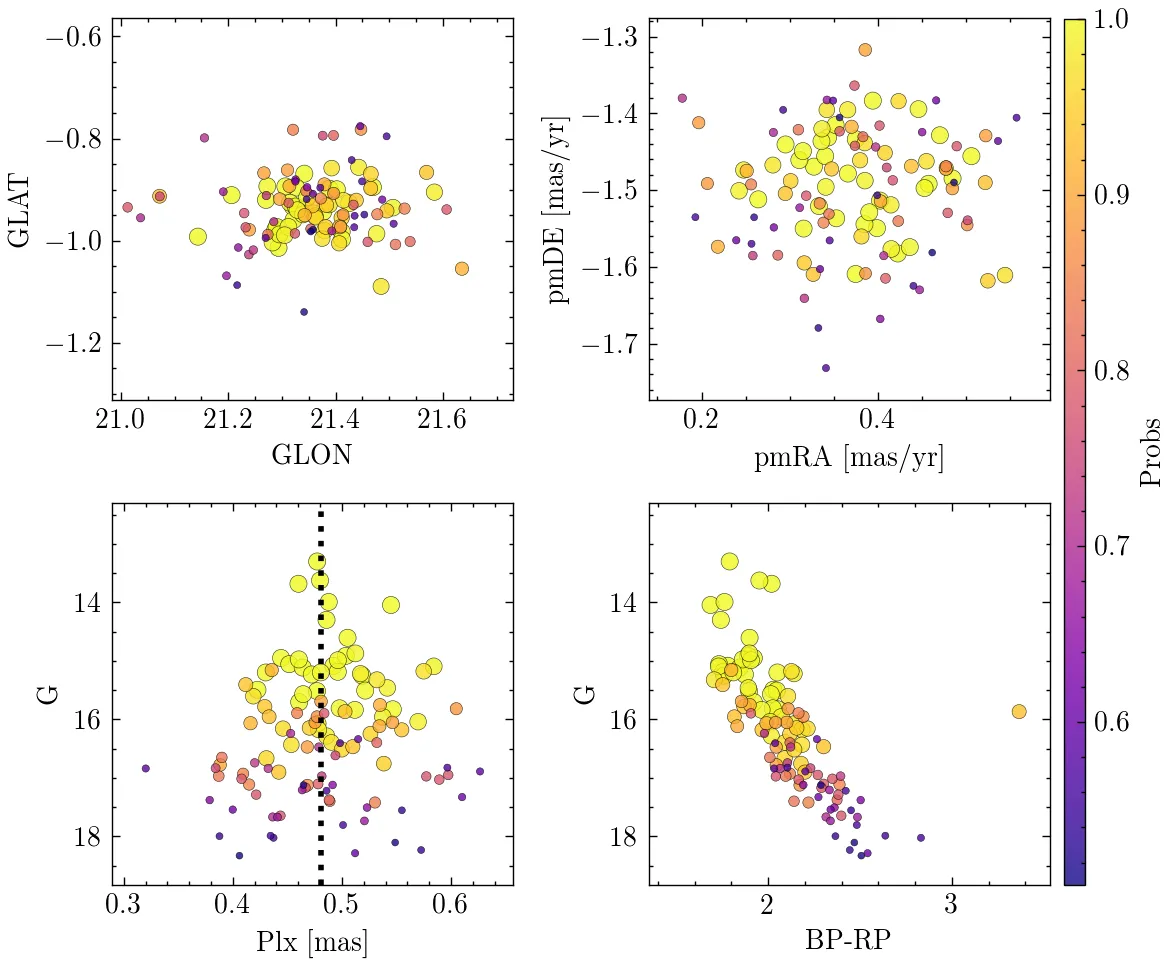 −0.6
−0.8
−1.0
−1.2
GLAT
21.0 21.2 21.4 21.6
GLON
−1.3
−1.4
−1.5
−1.6
−1.7
pmDE [mas/yr]
0.2 0.4
pmRA [mas/yr]
1.0
0.9
0.8
0.7
0.6
Probs
14
16
18
G
0.3 0.4 0.5 0.6
Plx [mas]
14
16
18
G
2 3
BP-RP